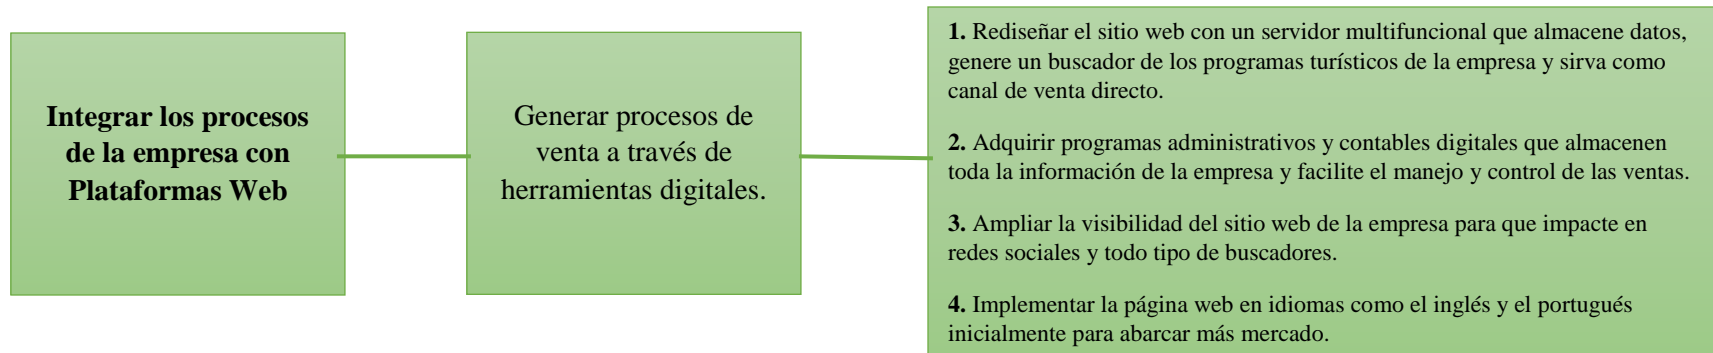 Integrar los procesos
de la empresa con
Plataformas Web
Generar procesos de
venta a través de
herramientas digitales.
1. Rediseñar el sitio web con un servidor multifuncional que almacene datos,
genere un buscador de los programas turísticos de la empresa y sirva como
canal de venta directo.
2. Adquirir programas administrativos y contables digitales que almacenen
toda la información de la empresa y facilite el manejo y control de las ventas.
3. Ampliar la visibilidad del sitio web de la empresa para que impacte en
redes sociales y todo tipo de buscadores.
4. Implementar la página web en idiomas como el inglés y el portugués
inicialmente para abarcar más mercado.